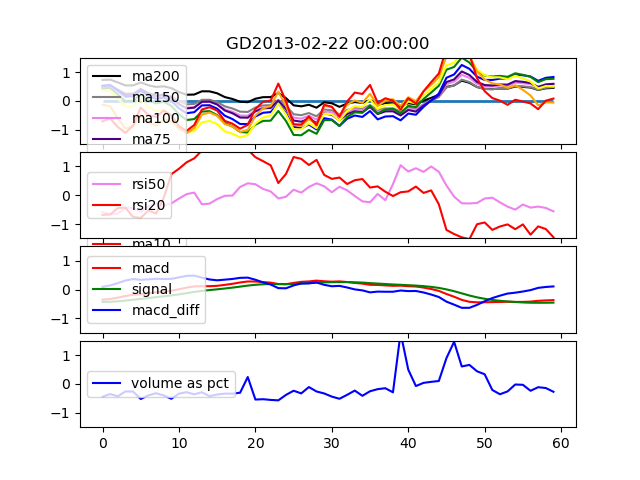 GD2013-02-22 00:00:00
1
0
−1
ma200
ma150
ma100
ma75
1
0
−1
rsi50
rsi20
ma10
1
0
−1
macd
signal
macd_diff
1
0
−1
volume as pct
0 10 20 30 40 50 60